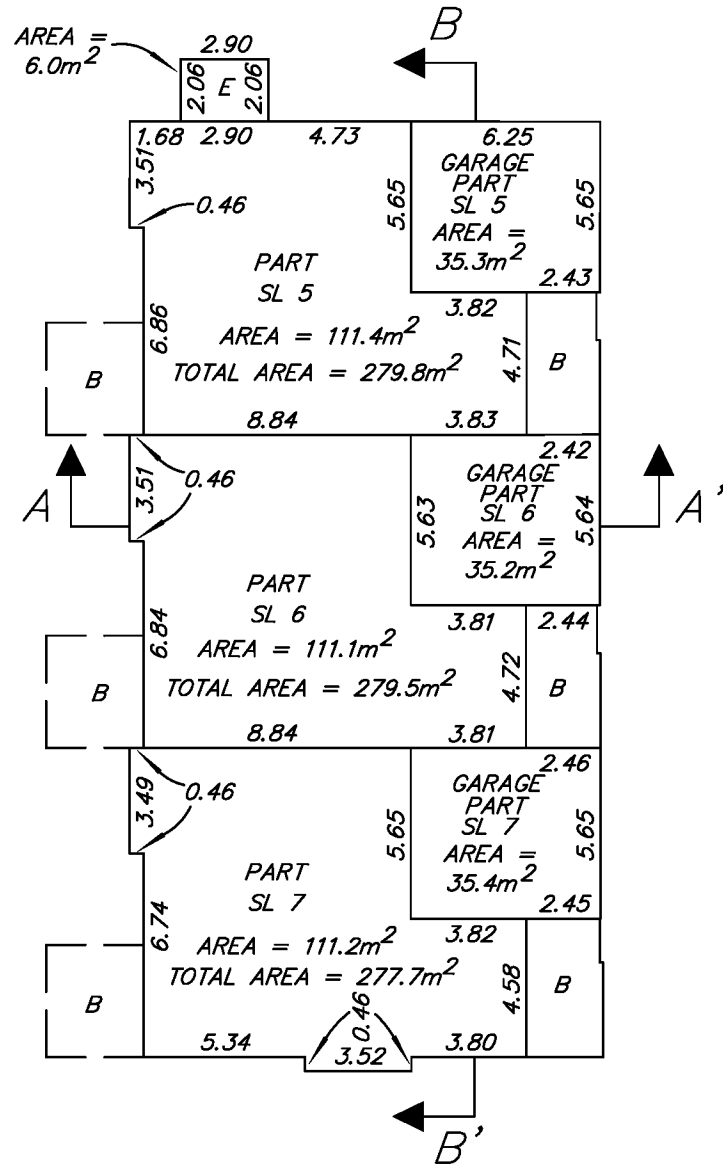 AREA =
6.0m²
2.90
2.06
E
2.06
B
1.68
2.90
4.73
6.25
3.51
0.46
5.65
GARAGE
PART
SL 5
AREA =
35.3m²
5.65
2.43
PART
SL 5
3.82
6.86
AREA = 111.4m²
4.71
B
TOTAL AREA = 279.8m²
B
8.84
3.83
2.42
0.46
3.51
A
GARAGE
PART
SL 6
AREA =
35.2m²
5.63
5.64
A'
PART
SL 6
3.81
2.44
6.84
AREA = 111.1m²
4.72
TOTAL AREA = 279.5m²
B
B
8.84
3.81
2.46
0.46
3.49
GARAGE
PART
SL 7
AREA =
35.4m²
5.65
5.65
2.45
PART
SL 7
3.82
6.74
AREA = 111.2m²
TOTAL AREA = 277.7m²
4.58
B
B
0.46
5.34
3.52
3.80
B'